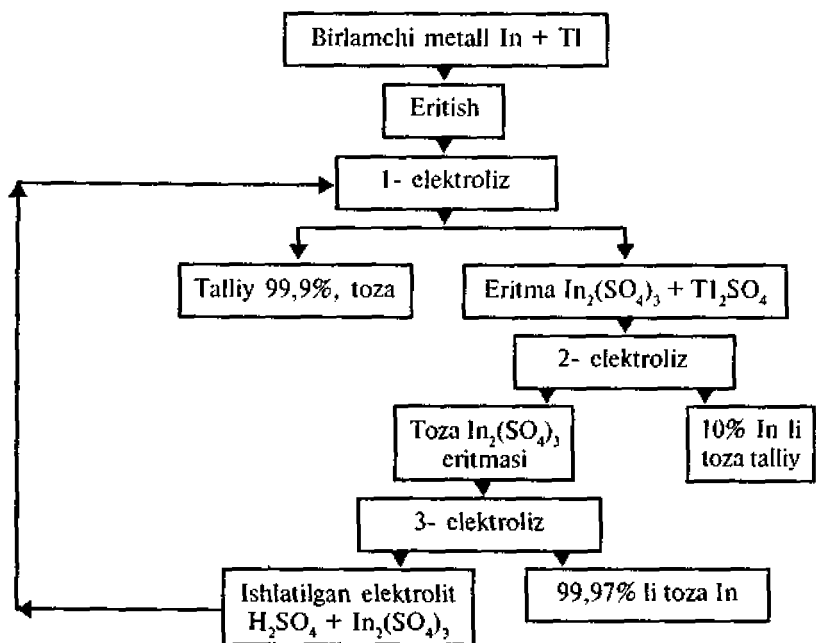 Birlamchi metall In + Tl
Eritish
1- elektroliz
Talliy 99,9%, toza
Eritma In₂(SO₄)₃ + Tl₂SO₄
2- elektroliz
Toza In₂(SO₄)₃
eritmasi
10% In li
toza talliy
3- elektroliz
Ishlatilgan elektrolit
H₂SO₄ + In₂(SO₄)₃
99,97% li toza In